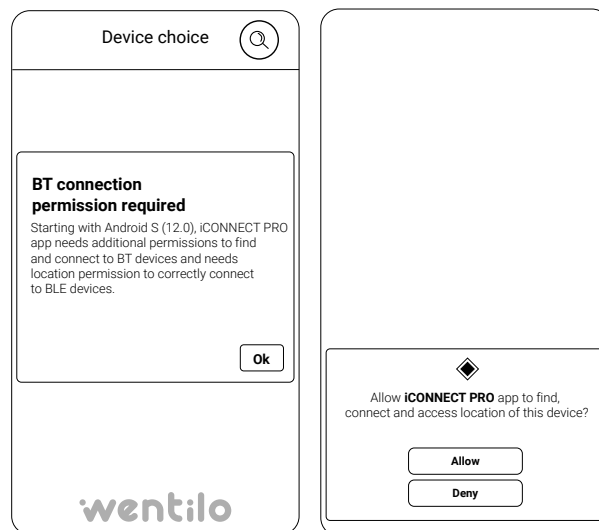 Device choice
BT connection
permission required
Starting with Android S (12.0), iCONNECT PRO
app needs additional permissions to find
and connect to BT devices and needs
location permission to correctly connect
to BLE devices.
Ok
wentilo
Allow iCONNECT PRO app to find,
connect and access location of this device?
Allow
Deny